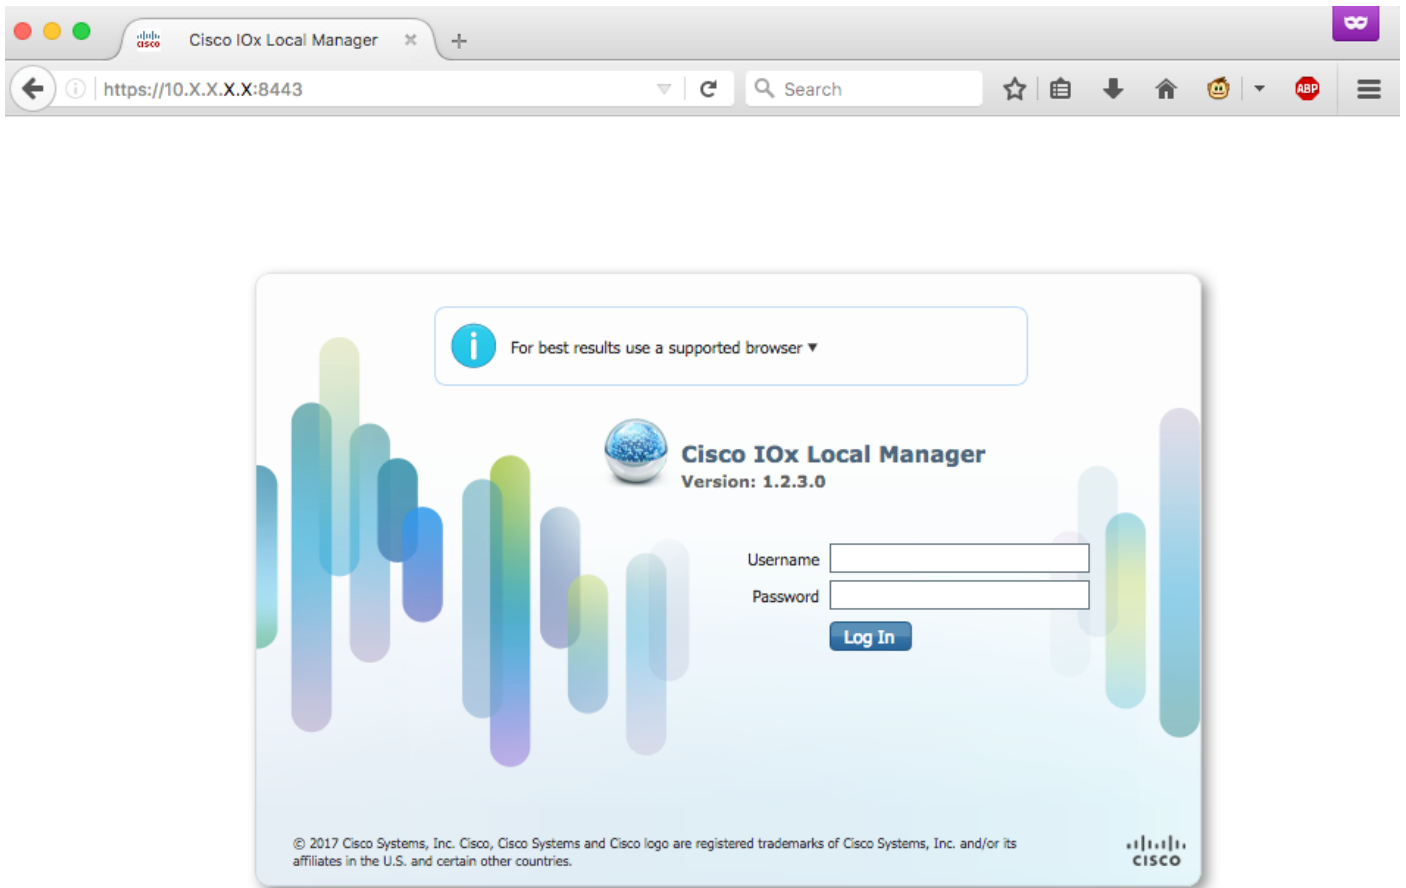 Cisco IOx Local Manager
https://10.X.X.X.X:8443
Search
ABP
For best results use a supported browser ▼
Cisco IOx Local Manager
Version: 1.2.3.0
Username
Password
Log In
© 2017 Cisco Systems, Inc. Cisco, Cisco Systems and Cisco logo are registered trademarks of Cisco Systems, Inc. and/or its
affiliates in the U.S. and certain other countries.
CISCO